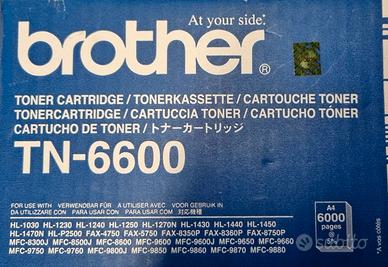 At your side.
brother®
TONER CARTRIDGE / TONERKASSETTE / CARTOUCHE TONER
TONERCARTRIDGE / CARTUCCIA TONER / CARTUCHO TÓNER
CARTUCHO DE TONER / トナーカートリッジ
TN-6600
FOR USE WITH VERWENDBAR FÜR À UTILISER AVEC VOOR GEBRUIK IN
DA UTILIZZARE CON PARA USAR CON PARA USAR COM 対応機種
HL-1030 HL-1230 HL-1240 HL-1250 HL-1270N HL-1430 HL-1440 HL-1450
HL-1470N HL-P2500 FAX-4750 FAX-5750 FAX-8350P FAX-8360P FAX-8750P
MFC-8300J MFC-8500J MFC-8600 MFC-9600 MFC-9600J MFC-9650 MFC-9660
MFC-9750 MFC-9760 MFC-9800J MFC-9850 MFC-9860 MFC-9870 MFC-9880
A4
6000
pages
@ 5%
subito